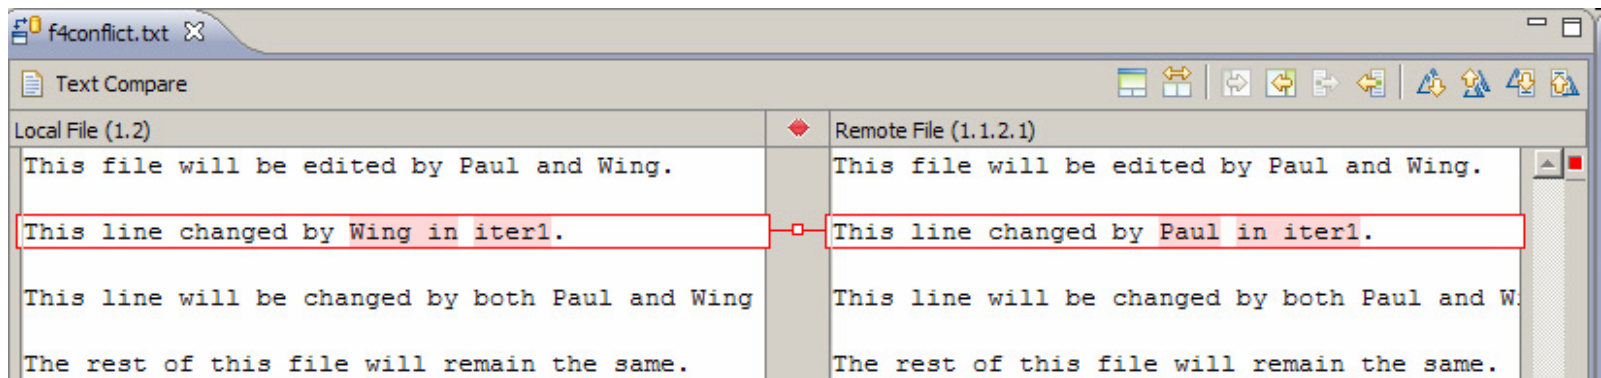 f4conflict.txt
Text Compare
Local File (1.2)
Remote File (1.1.2.1)
This file will be edited by Paul and Wing.
This line changed by Wing in iter1.
This line will be changed by both Paul and Wing
The rest of this file will remain the same.
This file will be edited by Paul and Wing.
This line changed by Paul in iter1.
This line will be changed by both Paul and
The rest of this file will remain the same.